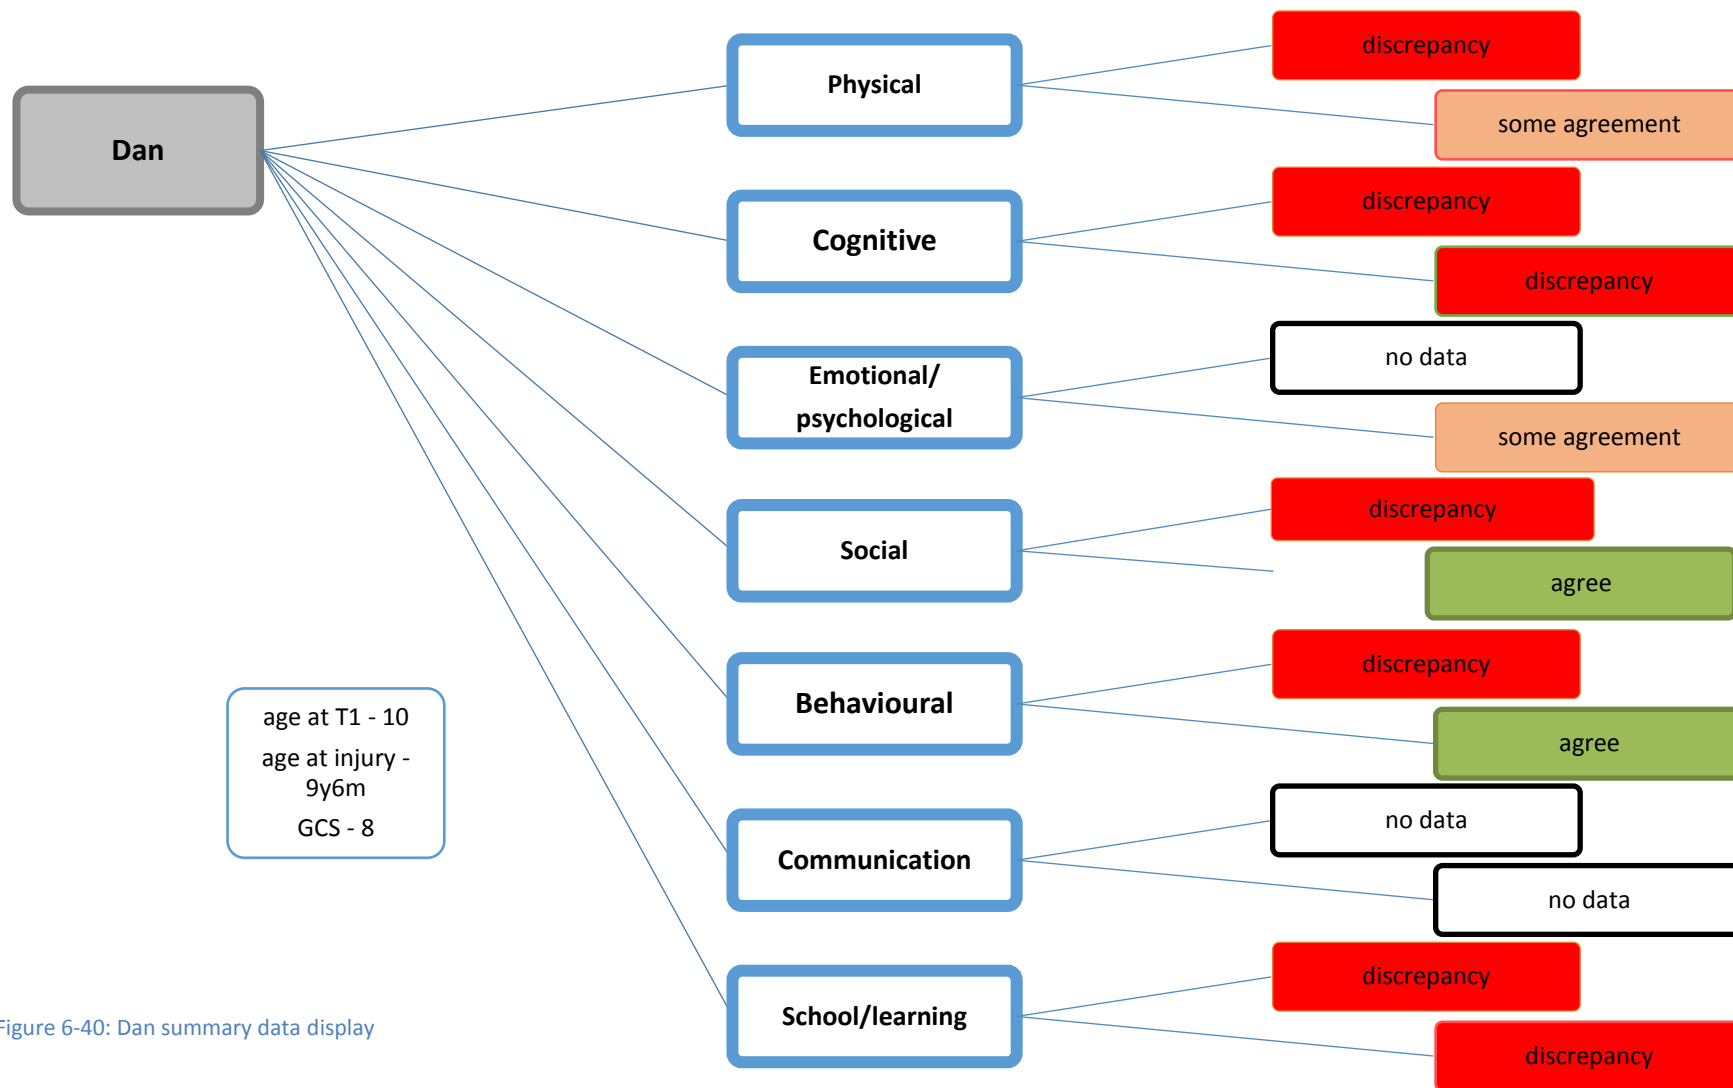 Dan
Physical
discrepancy
some agreement
Cognitive
discrepancy
discrepancy
Emotional/
psychological
no data
some agreement
Social
discrepancy
agree
Behavioural
discrepancy
agree
age at T1 - 10
age at injury -
9y6m
GCS - 8
Communication
no data
no data
School/learning
discrepancy
discrepancy
Figure 6-40: Dan summary data display